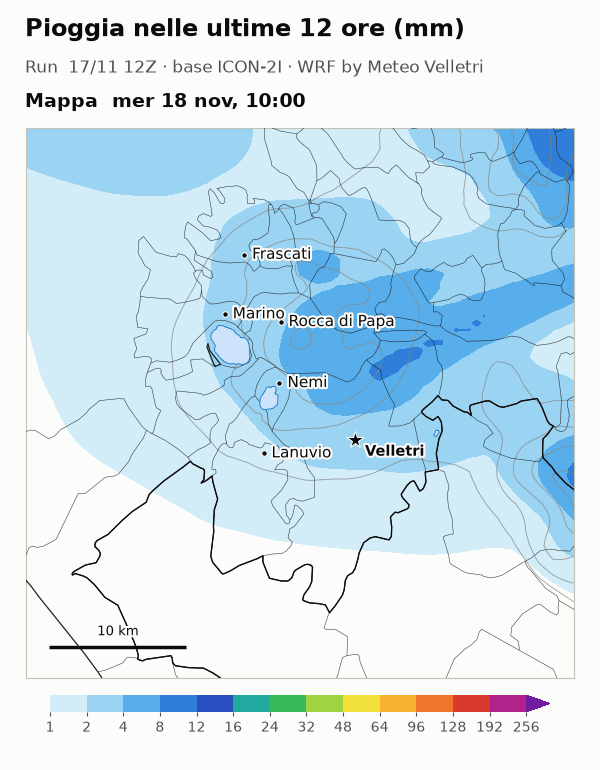 Pioggia nelle ultime 12 ore (mm)
Run 17/11 12Z · base ICON-2I · WRF by Meteo Velletri
Mappa mer 18 nov, 10:00
Frascati
Marino
Rocca di Papa
Nemi
Velletri
Lanuvio
10 km
1 2 4 8 12 16 24 32 48 64 96 128 192 256